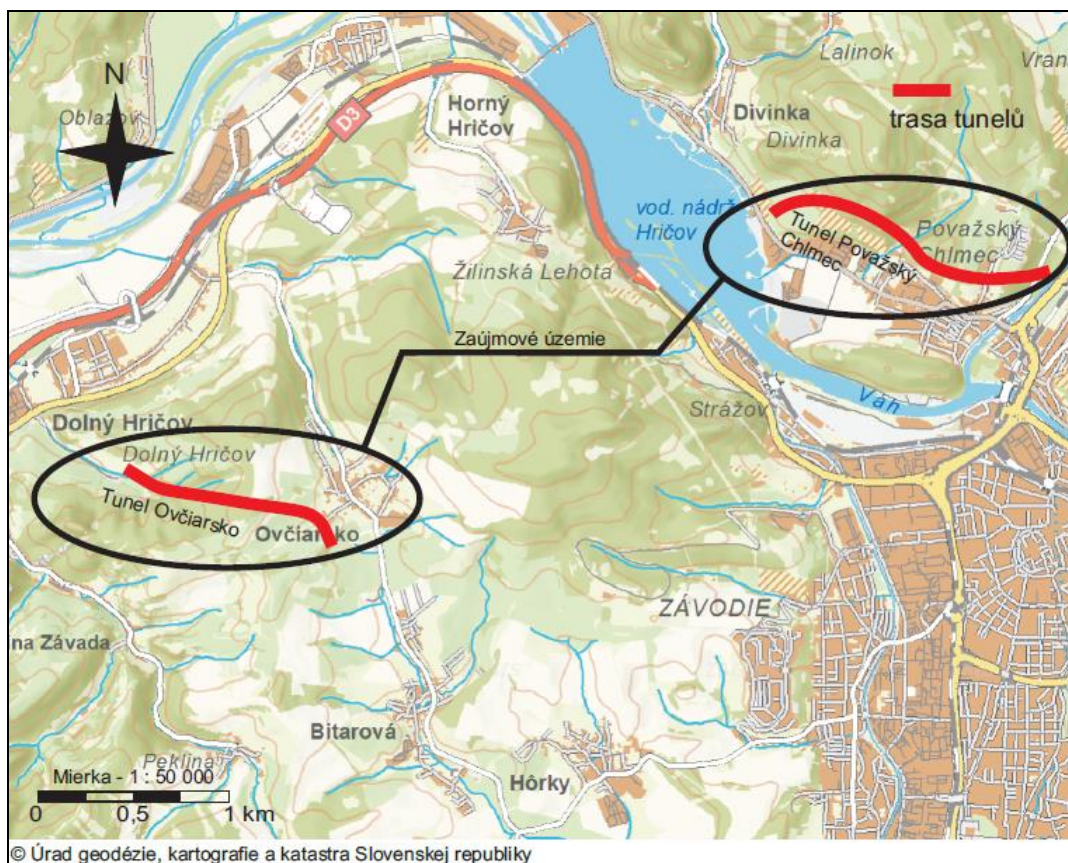 N
Oblazov
D3
Horný
Hričov
Lalinok
Vran
Divinka
Divinka
trasa tunelů
vod. nádrž
Hričov
Tunel Považský
Chlmec
Považský
Chlmec
Žilinská Lehota
Zaújmové územie
Strážov
Váh
Dolný Hričov
Dolný Hričov
Tunel Ovčiarsko
Ovčiarsko
ZÁVODIE
na Závada
Bitarová
Peklina
Hôrky
Mierka - 1 : 50 000
0 0,5 1 km
© Úrad geodézie, kartografie a katastra Slovenskej republiky